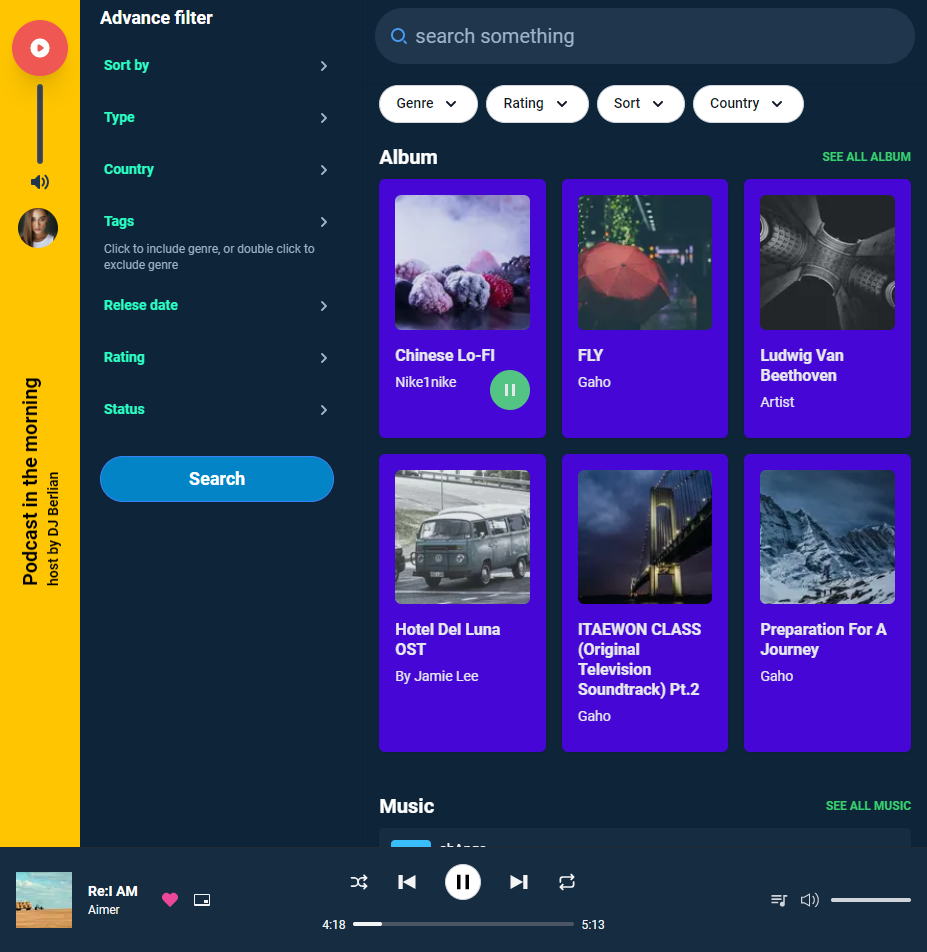 Podcast in the morning
host by DJ Berlian
Advance filter
Sort by
Type
Country
Tags
Click to include genre, or double click to
exclude genre
Relese date
Rating
Status
Search
search something
Genre
Rating
Sort
Country
Album
SEE ALL ALBUM
Chinese Lo-FI
Nike1nike
FLY
Gaho
Ludwig Van
Beethoven
Artist
Hotel Del Luna
OST
By Jamie Lee
ITAEWON CLASS
(Original
Television
Soundtrack) Pt.2
Gaho
Preparation For A
Journey
Gaho
Music
SEE ALL MUSIC
Re:I AM
Aimer
4:18
5:13